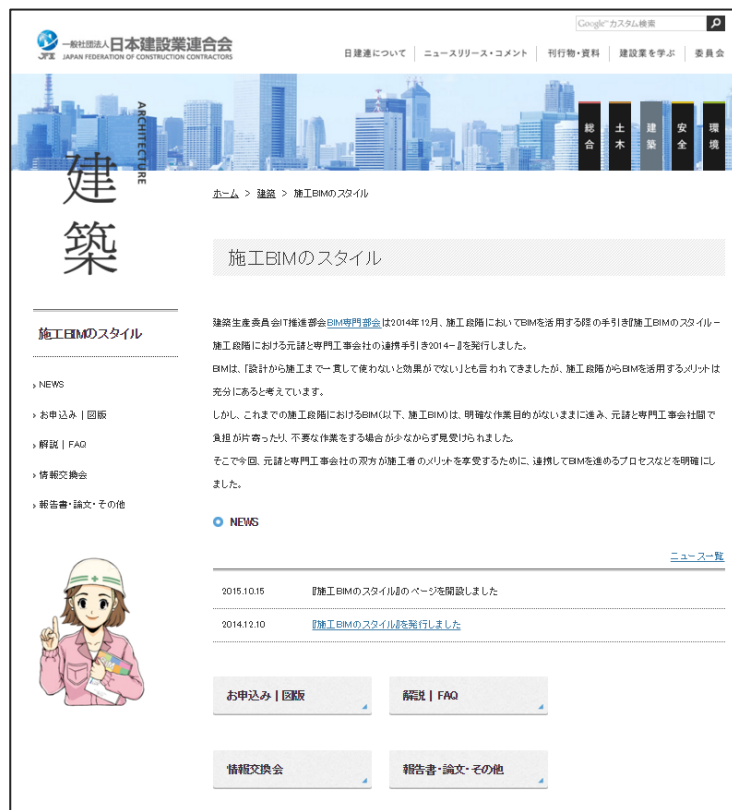 Google カスタム検索
一般社団法人日本建設業連合会
JFE JAPAN FEDERATION OF CONSTRUCTION CONTRACTORS
日建連について ニュースリリース・コメント 刊行物・資料 建設業を学ぶ 委員会
ARCHITECTURE
建築
総合 土木 建築 安全 環境
ホーム > 建築 > 施工BIMのスタイル
施工BIMのスタイル
施工BIMのスタイル
› NEWS
› お申込み | 図版
› 解説 | FAQ
› 情報交換会
› 報告書・論文・その他
建築生産委員会IT推進部会BIM専門部会は2014年12月、施工段階においてBIMを活用する際の手引き『施工BIMのスタイル－
施工段階における元請と専門工事会社の連携手引き2014－』を発行しました。
BIMは、「設計から施工まで一貫して使わないと効果がでない」とも言われてきましたが、施工段階からBIMを活用するメリットは
充分にあると考えています。
しかし、これまでの施工段階におけるBIM(以下、施工BIM)は、明確な作業目的がないままに進み、元請と専門工事会社間で
負担が片寄ったり、不要な作業をする場合が少なからず見受けられました。
そこで今回、元請と専門工事会社の双方が施工者のメリットを享受するために、連携してBIMを進めるプロセスなどを明確にし
ました。
NEWS
ニュース一覧
2015.10.15 『施工BIMのスタイル』のページを開設しました
2014.12.10 『施工BIMのスタイル』を発行しました
お申込み | 図版 解説 | FAQ
情報交換会 報告書・論文・その他